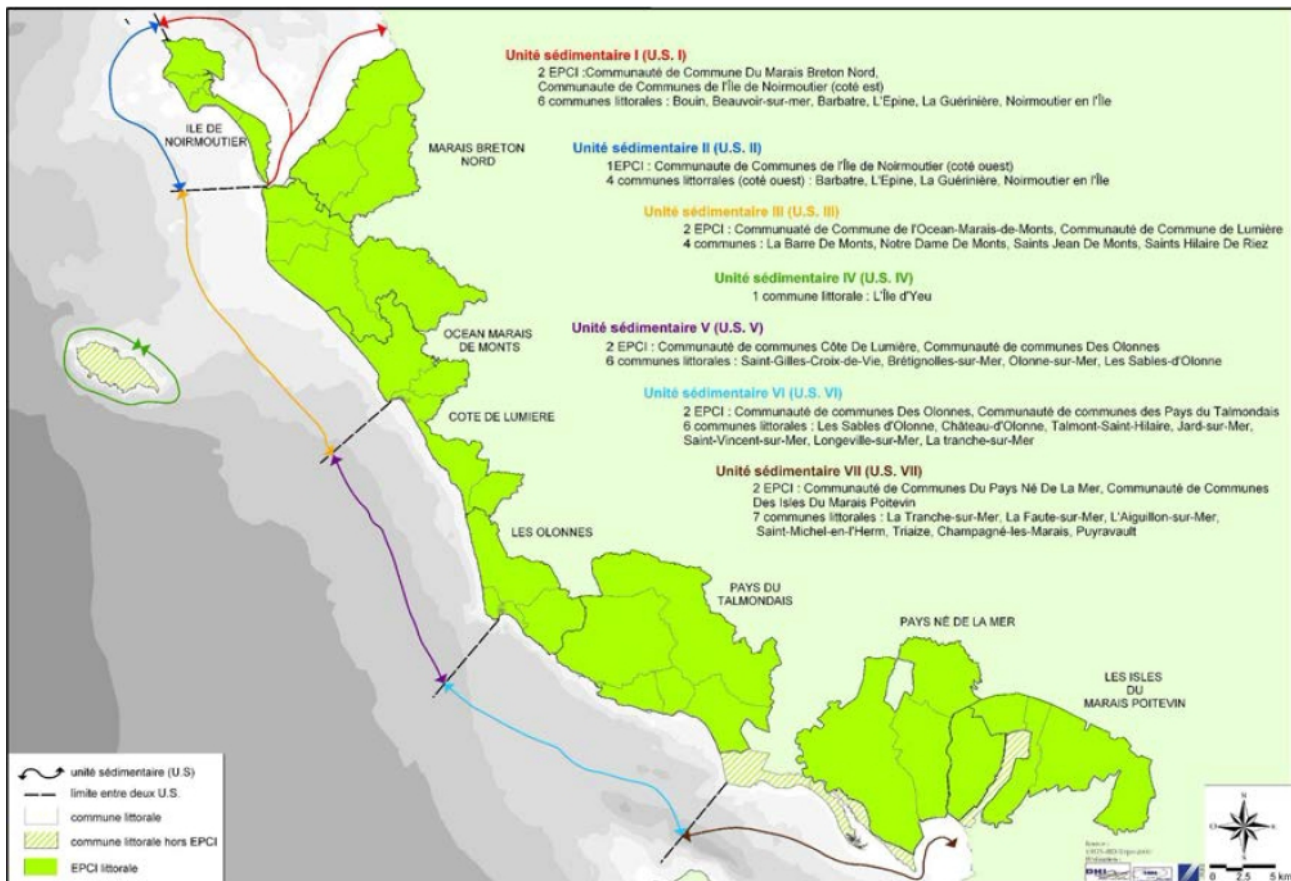 Unité sédimentaire I (U.S. I)
2 EPCI :Communauté de Commune Du Marais Breton Nord,
Communaute de Communes de l'Île de Noirmoutier (coté est)
6 communes littorales : Bouin, Beauvoir-sur-mer, Barbatre, L'Epine, La Guérinière, Noirmoutier en l'Île
ILE DE
NOIRMOUTIER
MARAIS BRETON
NORD
Unité sédimentaire II (U.S. II)
1EPCI : Communaute de Communes de l'Île de Noirmoutier (coté ouest)
4 communes littorrales (coté ouest) : Barbatre, L'Epine, La Guérinière, Noirmoutier en l'Île
Unité sédimentaire III (U.S. III)
2 EPCI : Communuaté de Commune de l'Ocean-Marais-de-Monts, Communauté de Commune de Lumière
4 communes : La Barre De Monts, Notre Dame De Monts, Saints Jean De Monts, Saints Hilaire De Riez
Unité sédimentaire IV (U.S. IV)
1 commune littorale : L'Île d'Yeu
OCEAN MARAIS
DE MONTS
Unité sédimentaire V (U.S. V)
2 EPCI : Communauté de communes Côte De Lumière, Communauté de communes Des Olonnes
6 communes littorales : Saint-Gilles-Croix-de-Vie, Brétignolles-sur-Mer, Olonne-sur-Mer, Les Sables-d'Olonne
COTE DE LUMIERE
Unité sédimentaire VI (U.S. VI)
2 EPCI : Communauté de communes Des Olonnes, Communauté de communes des Pays du Talmondais
6 communes littorales : Les Sables d'Olonne, Château-d'Olonne, Talmont-Saint-Hilaire, Jard-sur-Mer,
Saint-Vincent-sur-Mer, Longeville-sur-Mer, La tranche-sur-Mer
Unité sédimentaire VII (U.S. VII)
2 EPCI : Communauté de Communes Du Pays Né De La Mer, Communauté de Communes
Des Isles Du Marais Poitevin
7 communes littorales : La Tranche-sur-Mer, La Faute-sur-Mer, L'Aiguillon-sur-Mer,
Saint-Michel-en-l'Herm, Triaize, Champagné-les-Marais, Puyravault
LES OLONNES
PAYS DU
TALMONDAIS
PAYS NÉ DE LA MER
LES ISLES
DU
MARAIS POITEVIN
unité sédimentaire (U.S)
limite entre deux U.S.
commune littorale
commune littorale hors EPCI
EPCI littorale
N
DHI
0 2.5 5 km